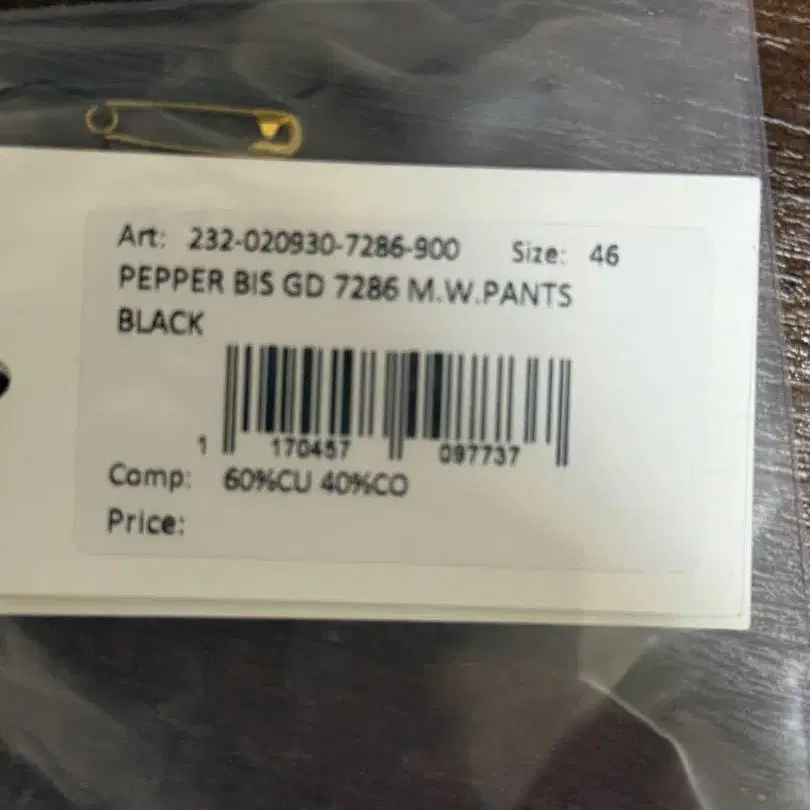 Art: 232-020930-7286-900 Size: 46
PEPPER BIS GD 7286 M.W.PANTS
BLACK
1 170457 097737
Comp: 60%CU 40%CO
Price: